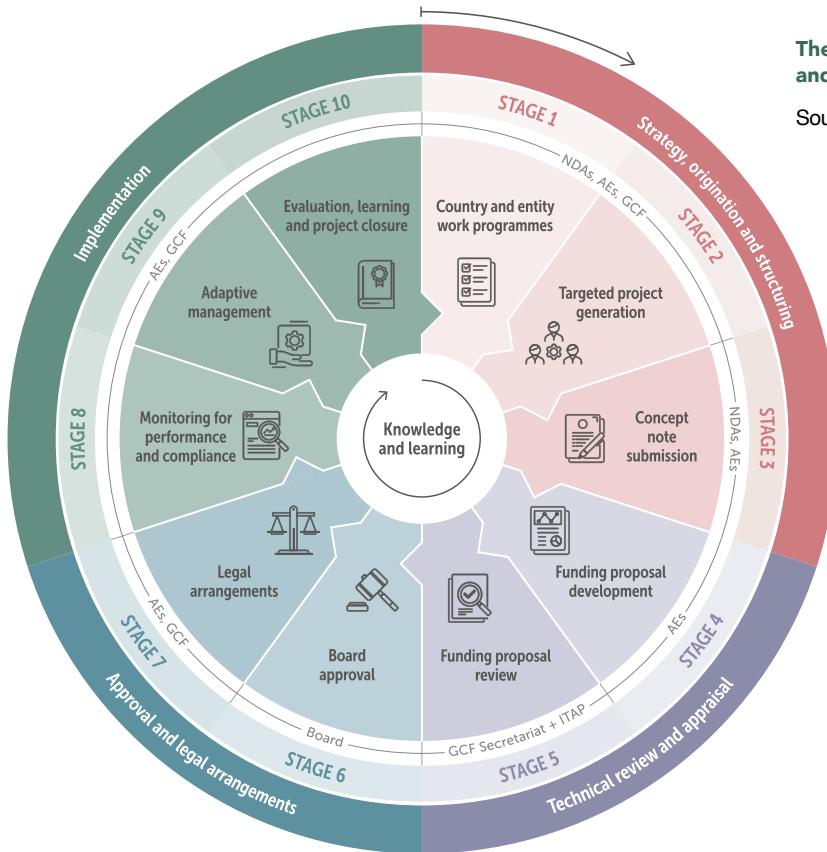 The
and
Sou
Strategy, origination and structuring
STAGE 1
NDAs, AEs, GCF
Country and entity
work programmes
STAGE 2
Targeted project
generation
STAGE 3
NDAs, AEs
Concept
note
submission
Technical review and appraisal
STAGE 4
AEs
Funding proposal
development
STAGE 5
GCF Secretariat + ITAP
Funding proposal
review
Approval and legal arrangements
STAGE 6
Board
Board
approval
STAGE 7
AEs, GCF
Legal
arrangements
Implementation
STAGE 8
Monitoring for
performance
and compliance
STAGE 9
AEs, GCF
Adaptive
management
STAGE 10
Evaluation, learning
and project closure
Knowledge
and learning